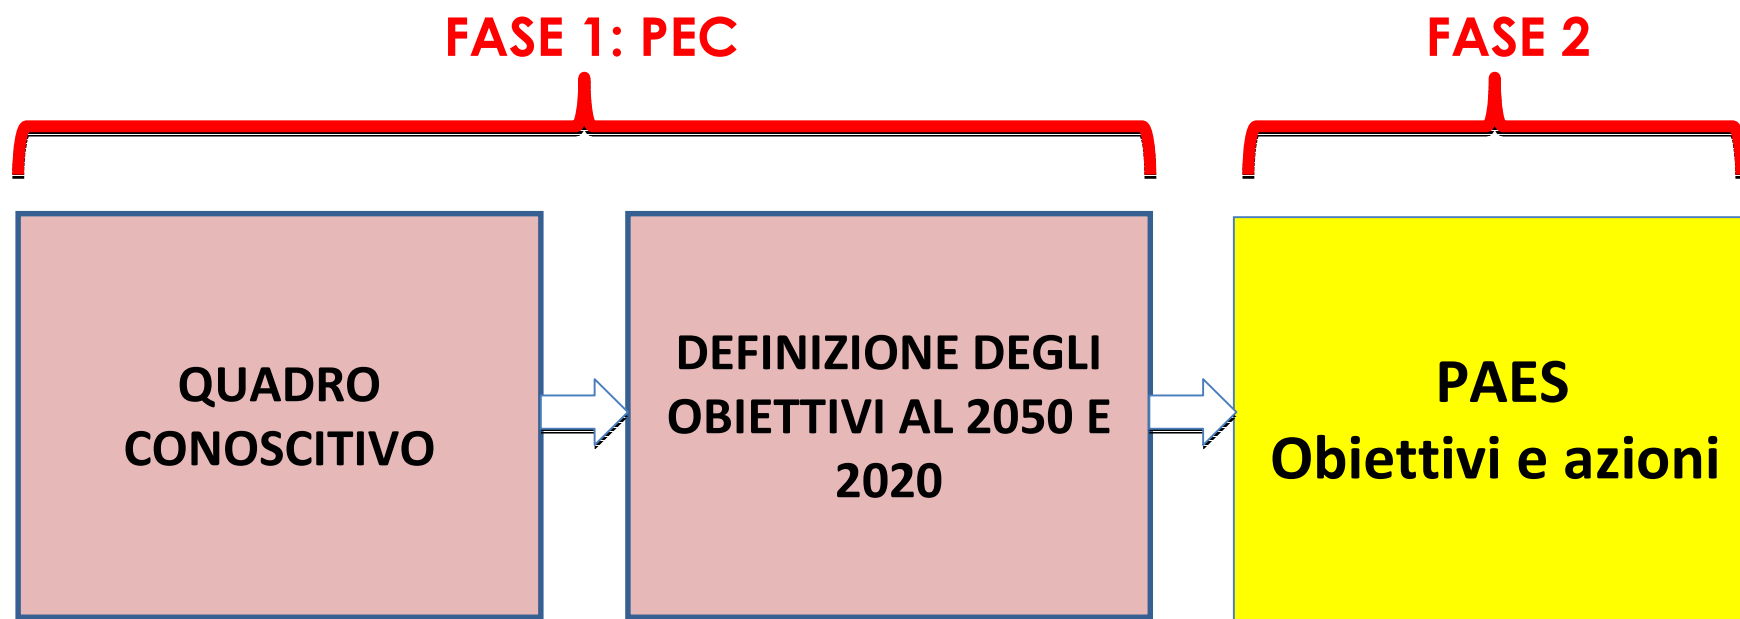 FASE 1: PEC
FASE 2
QUADRO
CONOSCITIVO
DEFINIZIONE DEGLI
OBIETTIVI AL 2050 E
2020
PAES
Obiettivi e azioni